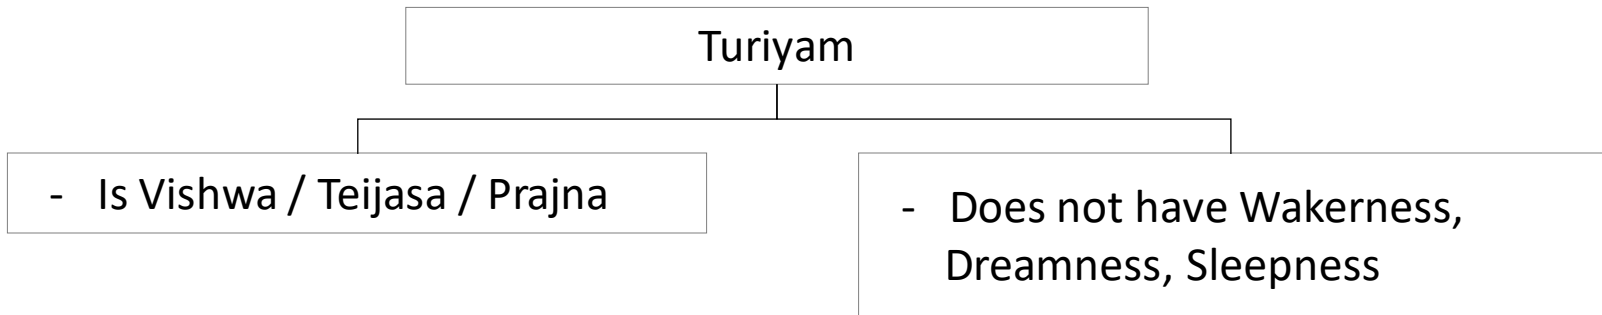 Turiyam
- Is Vishwa / Teijasa / Prajna
- Does not have Wakerness,
Dreamness, Sleepness